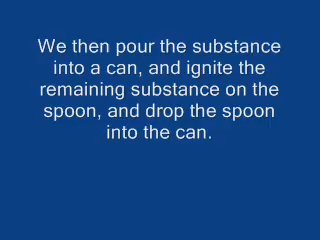 We then pour the substance
into a can, and ignite the
remaining substance on the
spoon, and drop the spoon
into the can.